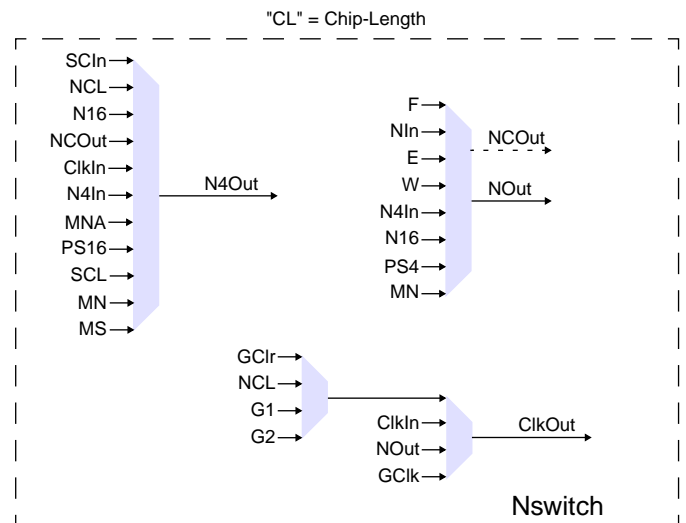 "CL" = Chip-Length
SCIn
NCL
N16
NCOut
ClkIn
N4In
MNA
PS16
SCL
MN
MS
N4Out
F
NIn
E
W
N4In
N16
PS4
MN
NCOut
NOut
GClr
NCL
G1
G2
ClkIn
NOut
GClk
ClkOut
Nswitch